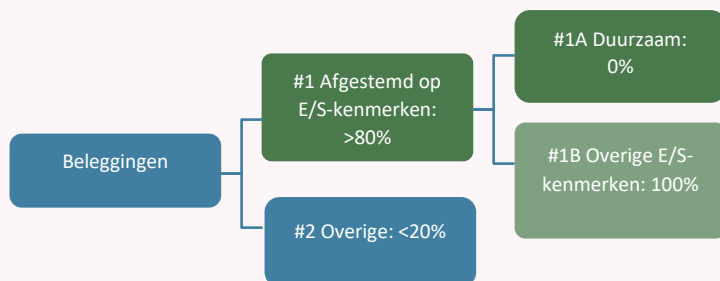 Beleggingen
#1 Afgestemd op
E/S-kenmerken:
>80%
#2 Overige: <20%
#1A Duurzaam:
0%
#1B Overige E/S-
kenmerken: 100%